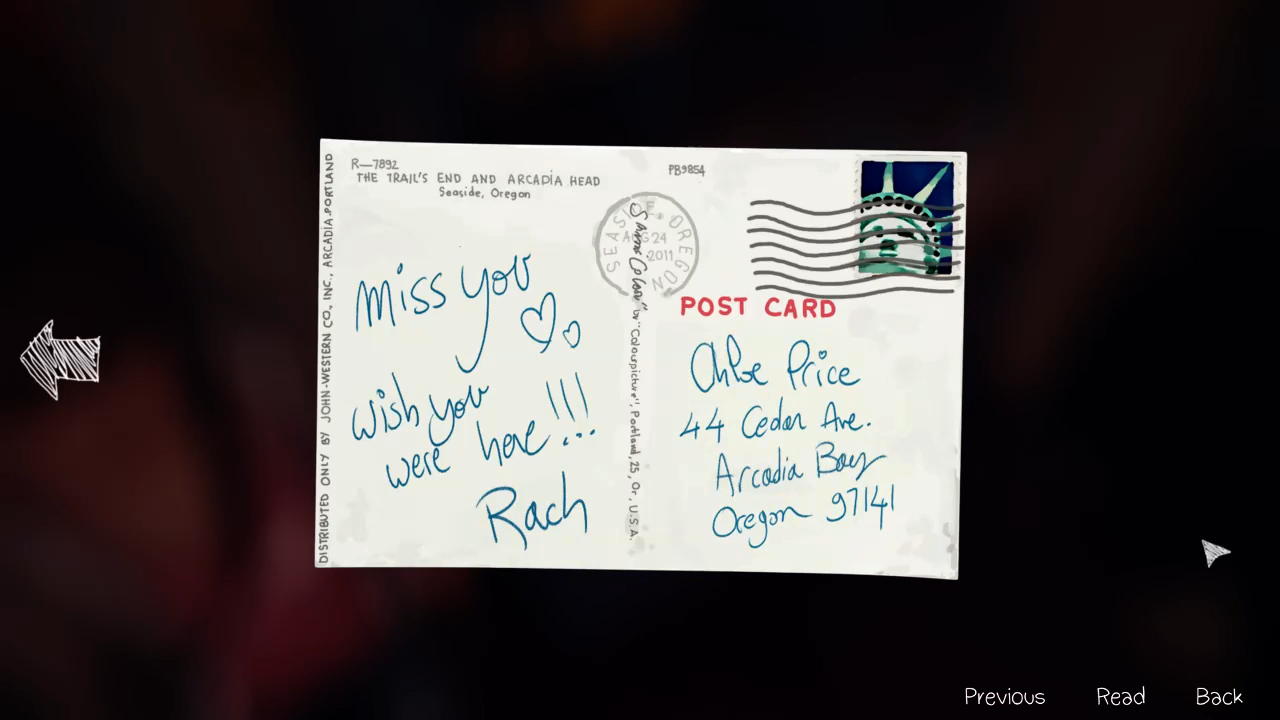 R—7892
THE TRAIL'S END AND ARCADIA HEAD
Seaside, Oregon
PB9854
DISTRIBUTED ONLY BY JOHN-WESTERN CO., INC., ARCADIA-PORTLAND
SEASIDE, OREGON
AUG 24
2011
Miss you
wish you
were here!!!
Rach
by "Colourpicture", Portland, 25, Or., U.S.A.
POST CARD
Chloe Price
44 Cedar Ave.
Arcadia Bay
Oregon 97141
Previous
Read
Back